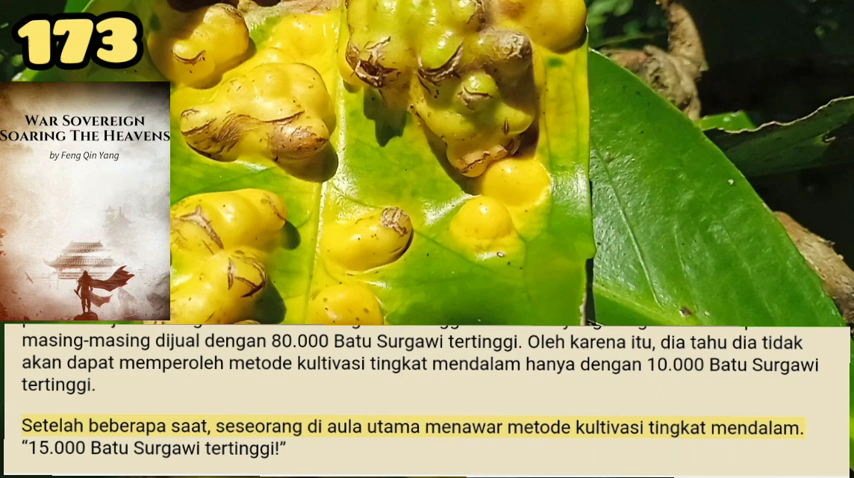 173
WAR SOVEREIGN
SOARING THE HEAVENS
by Feng Qin Yang
masing-masing dijual dengan 80.000 Batu Surgawi tertinggi. Oleh karena itu, dia tahu dia tidak
akan dapat memperoleh metode kultivasi tingkat mendalam hanya dengan 10.000 Batu Surgawi
tertinggi.
Setelah beberapa saat, seseorang di aula utama menawar metode kultivasi tingkat mendalam.
“15.000 Batu Surgawi tertinggi!”